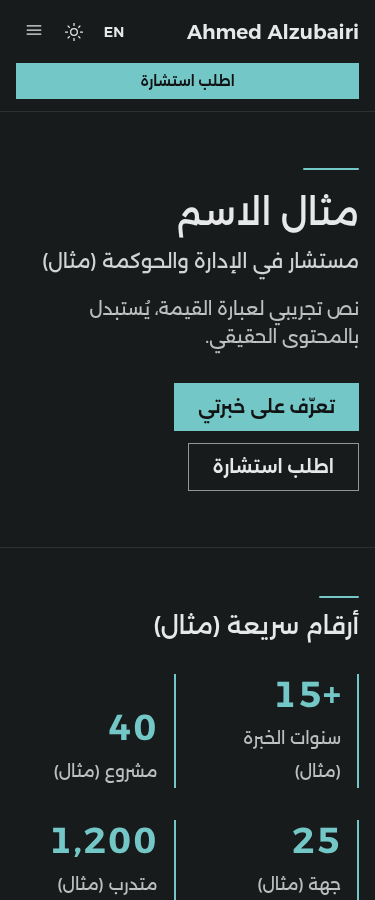 Ahmed Alzubairi
EN
اطلب استشارة
مثال الاسم
مستشار في الإدارة والحوكمة (مثال)
نص تجريبي لعبارة القيمة، يُستبدل
بالمحتوى الحقيقي.
تعرّف على خبرتي
اطلب استشارة
أرقام سريعة (مثال)
15+
سنوات الخبرة
(مثال)
40
مشروع (مثال)
25
جهة (مثال)
1,200
متدرب (مثال)